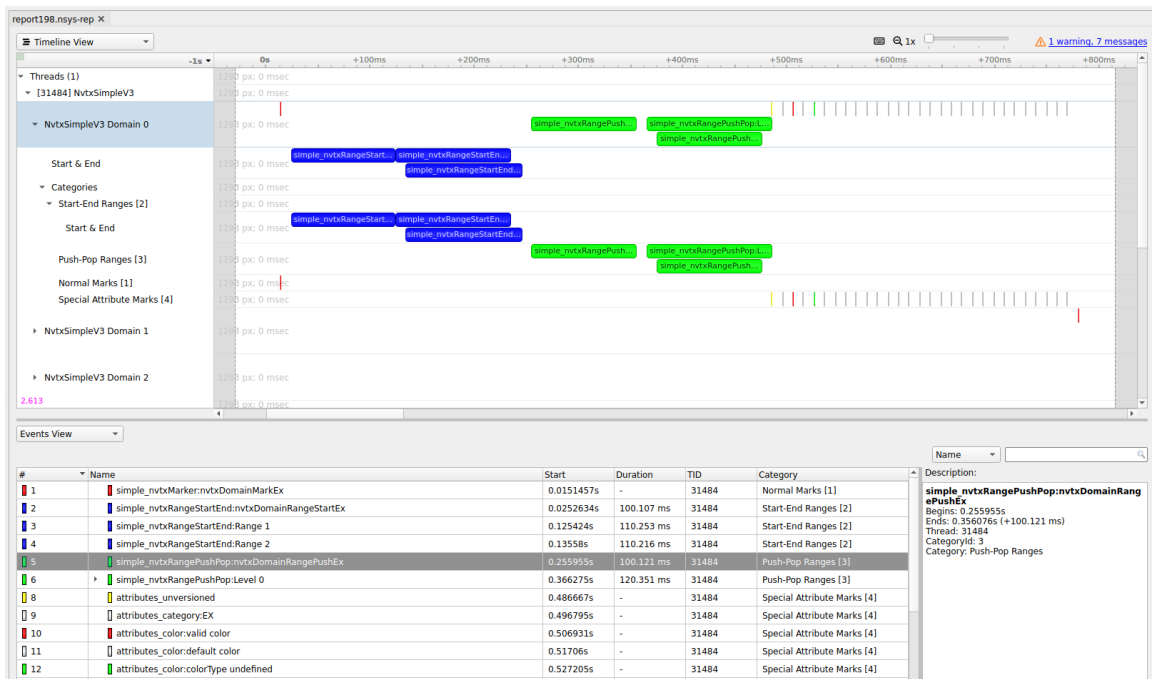 report198.nsys-rep ×
Timeline View
1x
1 warning, 7 messages
-1s
0s +100ms +200ms +300ms +400ms +500ms +600ms +700ms +800ms
Threads (1)
[31484] NvtxSimpleV3
NvtxSimpleV3 Domain 0
simple_nvtxRangePush... simple_nvtxRangePushPop:L...
simple_nvtxRangePush...
Start & End
simple_nvtxRangeStart... simple_nvtxRangeStartEn...
simple_nvtxRangeStartEnd...
Categories
Start-End Ranges [2]
Start & End
simple_nvtxRangeStart... simple_nvtxRangeStartEn...
simple_nvtxRangeStartEnd...
Push-Pop Ranges [3]
simple_nvtxRangePush... simple_nvtxRangePushPop:L...
simple_nvtxRangePush...
Normal Marks [1]
Special Attribute Marks [4]
NvtxSimpleV3 Domain 1
NvtxSimpleV3 Domain 2
2,613
Events View
Name
# Name Start Duration TID Category
1 simple_nvtxMarker:nvtxDomainMarkEx 0.0151457s - 31484 Normal Marks [1]
2 simple_nvtxRangeStartEnd:nvtxDomainRangeStartEx 0.0252634s 100.107 ms 31484 Start-End Ranges [2]
3 simple_nvtxRangeStartEnd:Range 1 0.125424s 110.253 ms 31484 Start-End Ranges [2]
4 simple_nvtxRangeStartEnd:Range 2 0.13558s 110.216 ms 31484 Start-End Ranges [2]
5 simple_nvtxRangePushPop:nvtxDomainRangePushEx 0.255955s 100.121 ms 31484 Push-Pop Ranges [3]
6 simple_nvtxRangePushPop:Level 0 0.366275s 120.351 ms 31484 Push-Pop Ranges [3]
8 attributes_unversioned 0.486667s - 31484 Special Attribute Marks [4]
9 attributes_category:EX 0.496795s - 31484 Special Attribute Marks [4]
10 attributes_color:valid color 0.506931s - 31484 Special Attribute Marks [4]
11 attributes_color:default color 0.51706s - 31484 Special Attribute Marks [4]
12 attributes_color:colorType undefined 0.527205s - 31484 Special Attribute Marks [4]
Description:
simple_nvtxRangePushPop:nvtxDomainRang
ePushEx
Begins: 0.255955s
Ends: 0.356076s (+100.121 ms)
Thread: 31484
CategoryId: 3
Category: Push-Pop Ranges